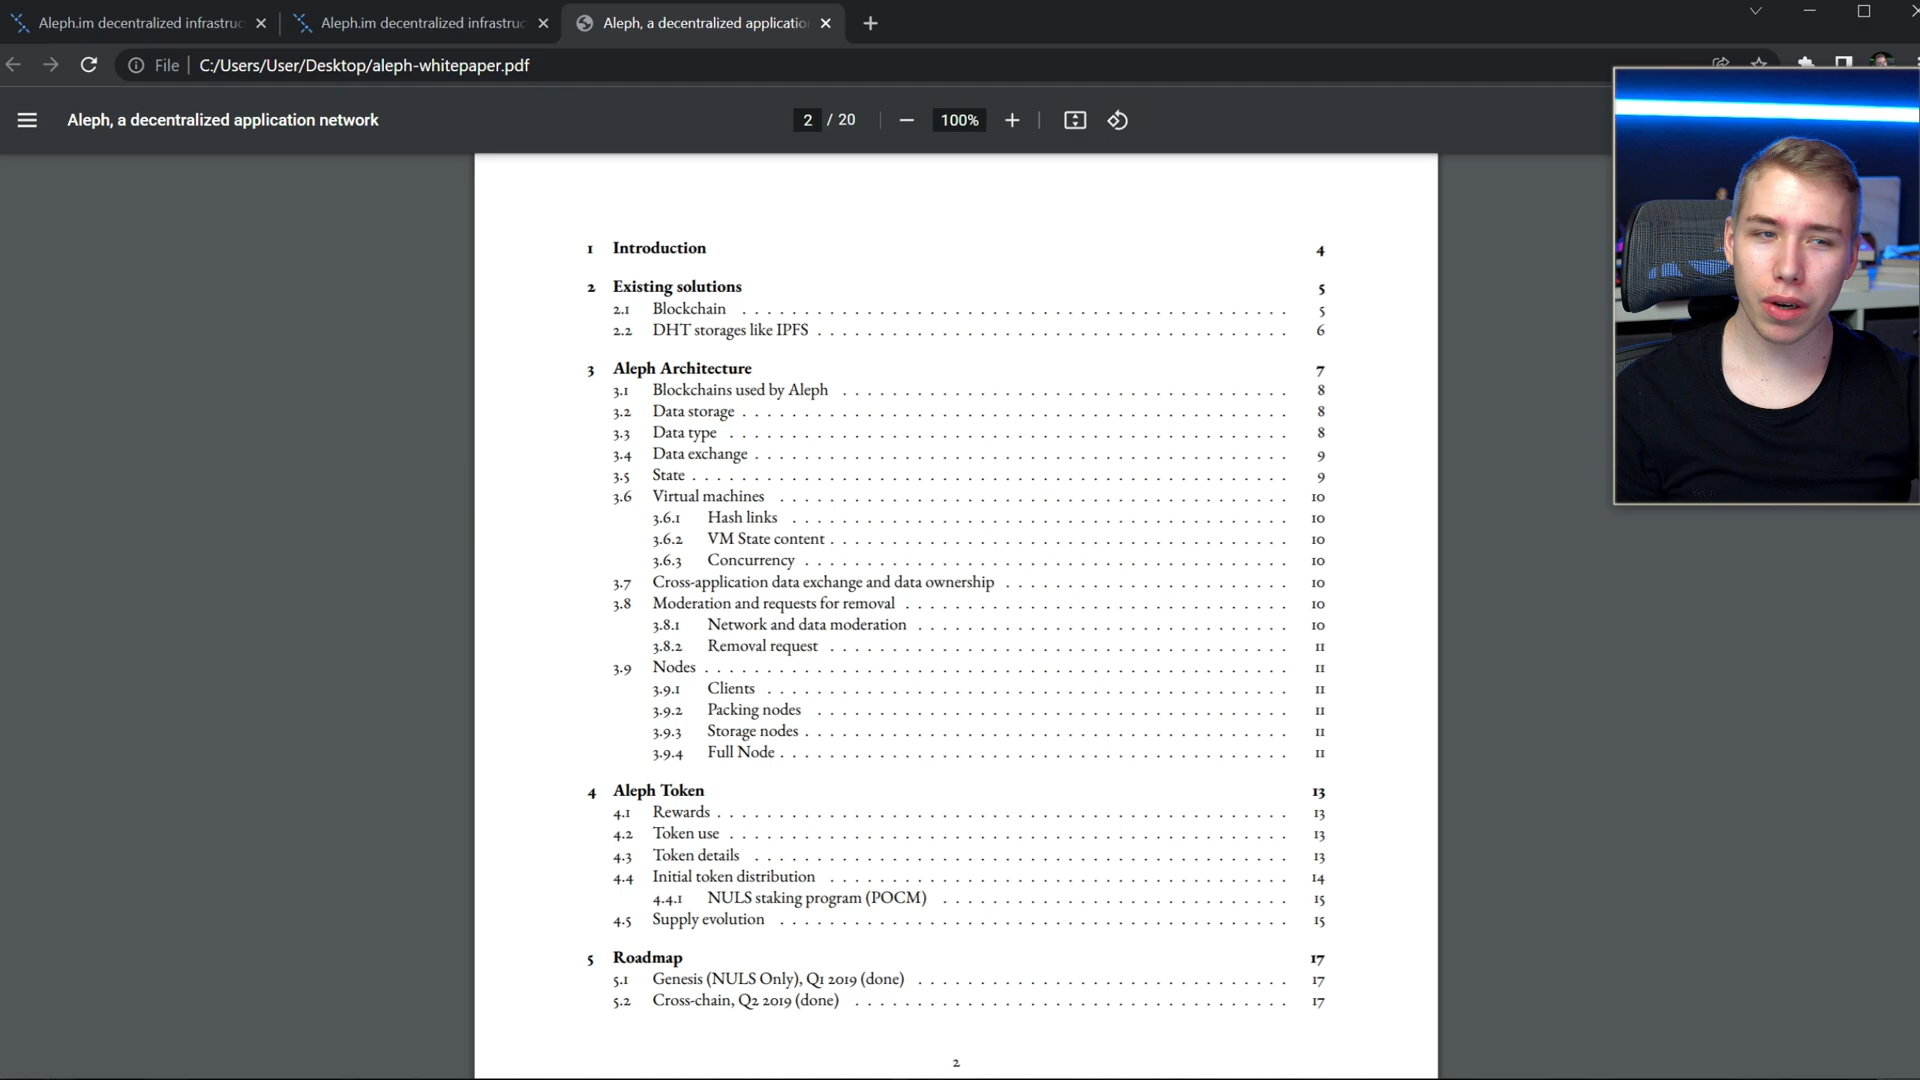 Aleph.im decentralized infrastruc
Aleph.im decentralized infrastruc
Aleph, a decentralized applicatio
File
C:/Users/User/Desktop/aleph-whitepaper.pdf
Aleph, a decentralized application network
2 / 20
100%
1 Introduction 4
2 Existing solutions 5
2.1 Blockchain 5
2.2 DHT storages like IPFS 6
3 Aleph Architecture 7
3.1 Blockchains used by Aleph 8
3.2 Data storage 8
3.3 Data type 8
3.4 Data exchange 9
3.5 State 9
3.6 Virtual machines 10
3.6.1 Hash links 10
3.6.2 VM State content 10
3.6.3 Concurrency 10
3.7 Cross-application data exchange and data ownership 10
3.8 Moderation and requests for removal 10
3.8.1 Network and data moderation 10
3.8.2 Removal request 11
3.9 Nodes 11
3.9.1 Clients 11
3.9.2 Packing nodes 11
3.9.3 Storage nodes 11
3.9.4 Full Node 11
4 Aleph Token 13
4.1 Rewards 13
4.2 Token use 13
4.3 Token details 13
4.4 Initial token distribution 14
4.4.1 NULS staking program (POCM) 15
4.5 Supply evolution 15
5 Roadmap 17
5.1 Genesis (NULS Only), Q1 2019 (done) 17
5.2 Cross-chain, Q2 2019 (done) 17
2